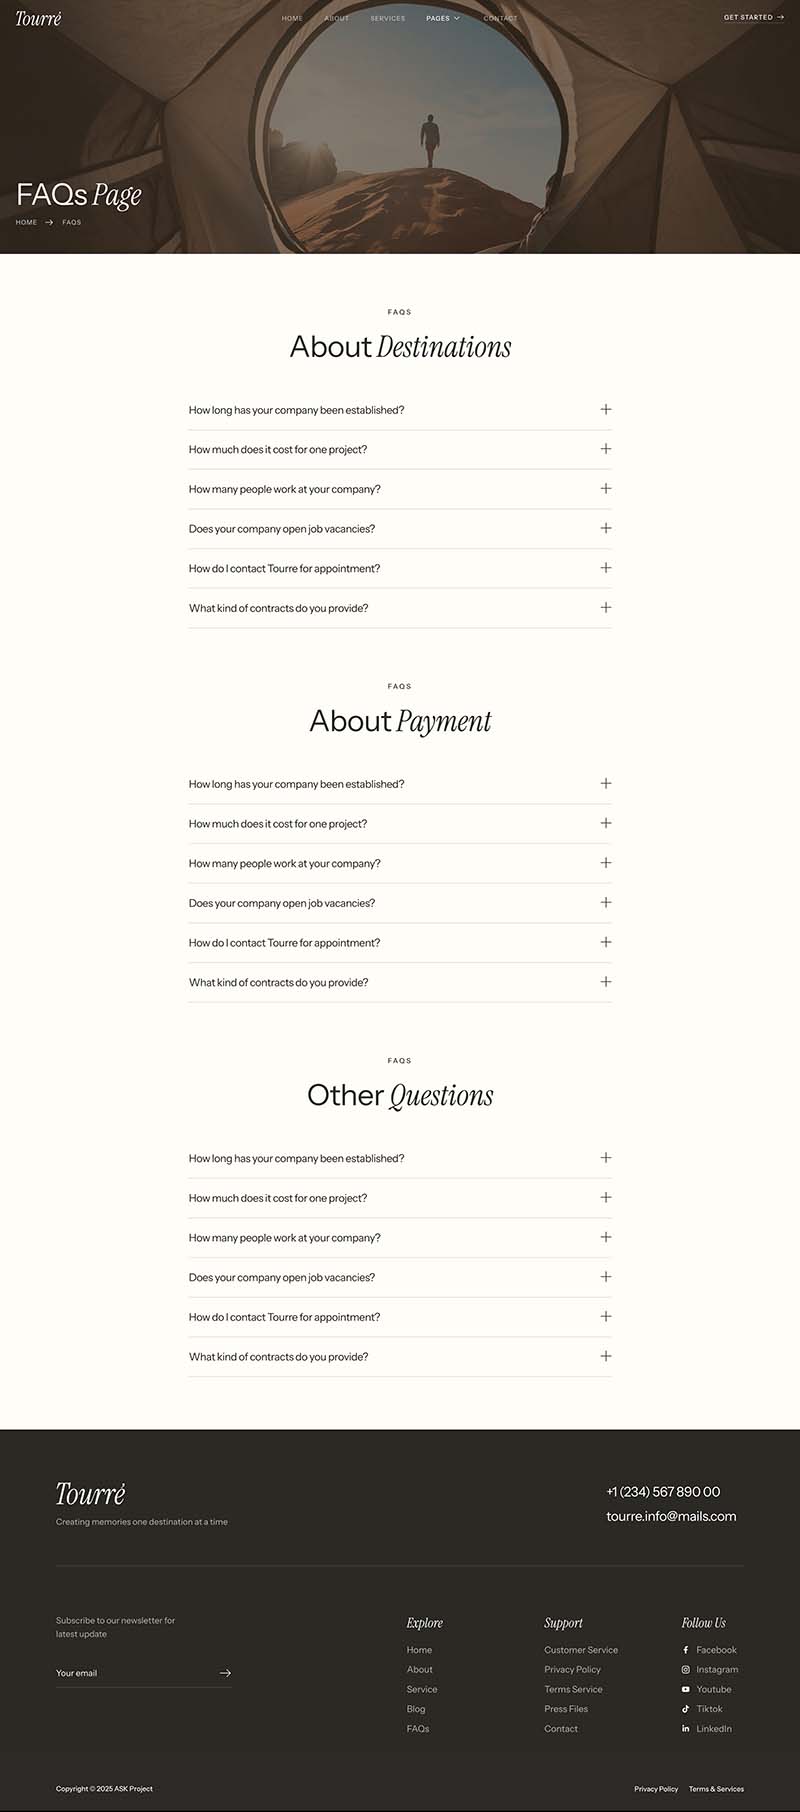 Tourré
HOME ABOUT SERVICES PAGES CONTACT
GET STARTED
FAQs Page
HOME → FAQS
FAQS
About Destinations
How long has your company been established?
How much does it cost for one project?
How many people work at your company?
Does your company open job vacancies?
How do I contact Tourre for appointment?
What kind of contracts do you provide?
FAQS
About Payment
How long has your company been established?
How much does it cost for one project?
How many people work at your company?
Does your company open job vacancies?
How do I contact Tourre for appointment?
What kind of contracts do you provide?
FAQS
Other Questions
How long has your company been established?
How much does it cost for one project?
How many people work at your company?
Does your company open job vacancies?
How do I contact Tourre for appointment?
What kind of contracts do you provide?
Tourré
Creating memories one destination at a time
+1 (234) 567 890 00
tourre.info@mails.com
Subscribe to our newsletter for
latest update
Your email
Explore
Home
About
Service
Blog
FAQs
Support
Customer Service
Privacy Policy
Terms Service
Press Files
Contact
Follow Us
Facebook
Instagram
Youtube
Tiktok
LinkedIn
Copyright © 2025 ASK Project
Privacy Policy Terms & Services